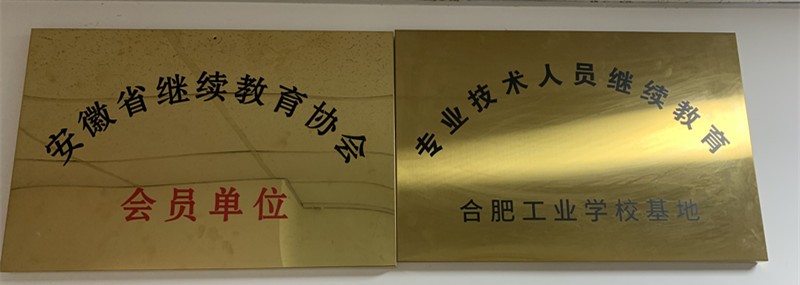 安徽省继续教育协会
会员单位
专业技术人员继续教育
合肥工业学校基地